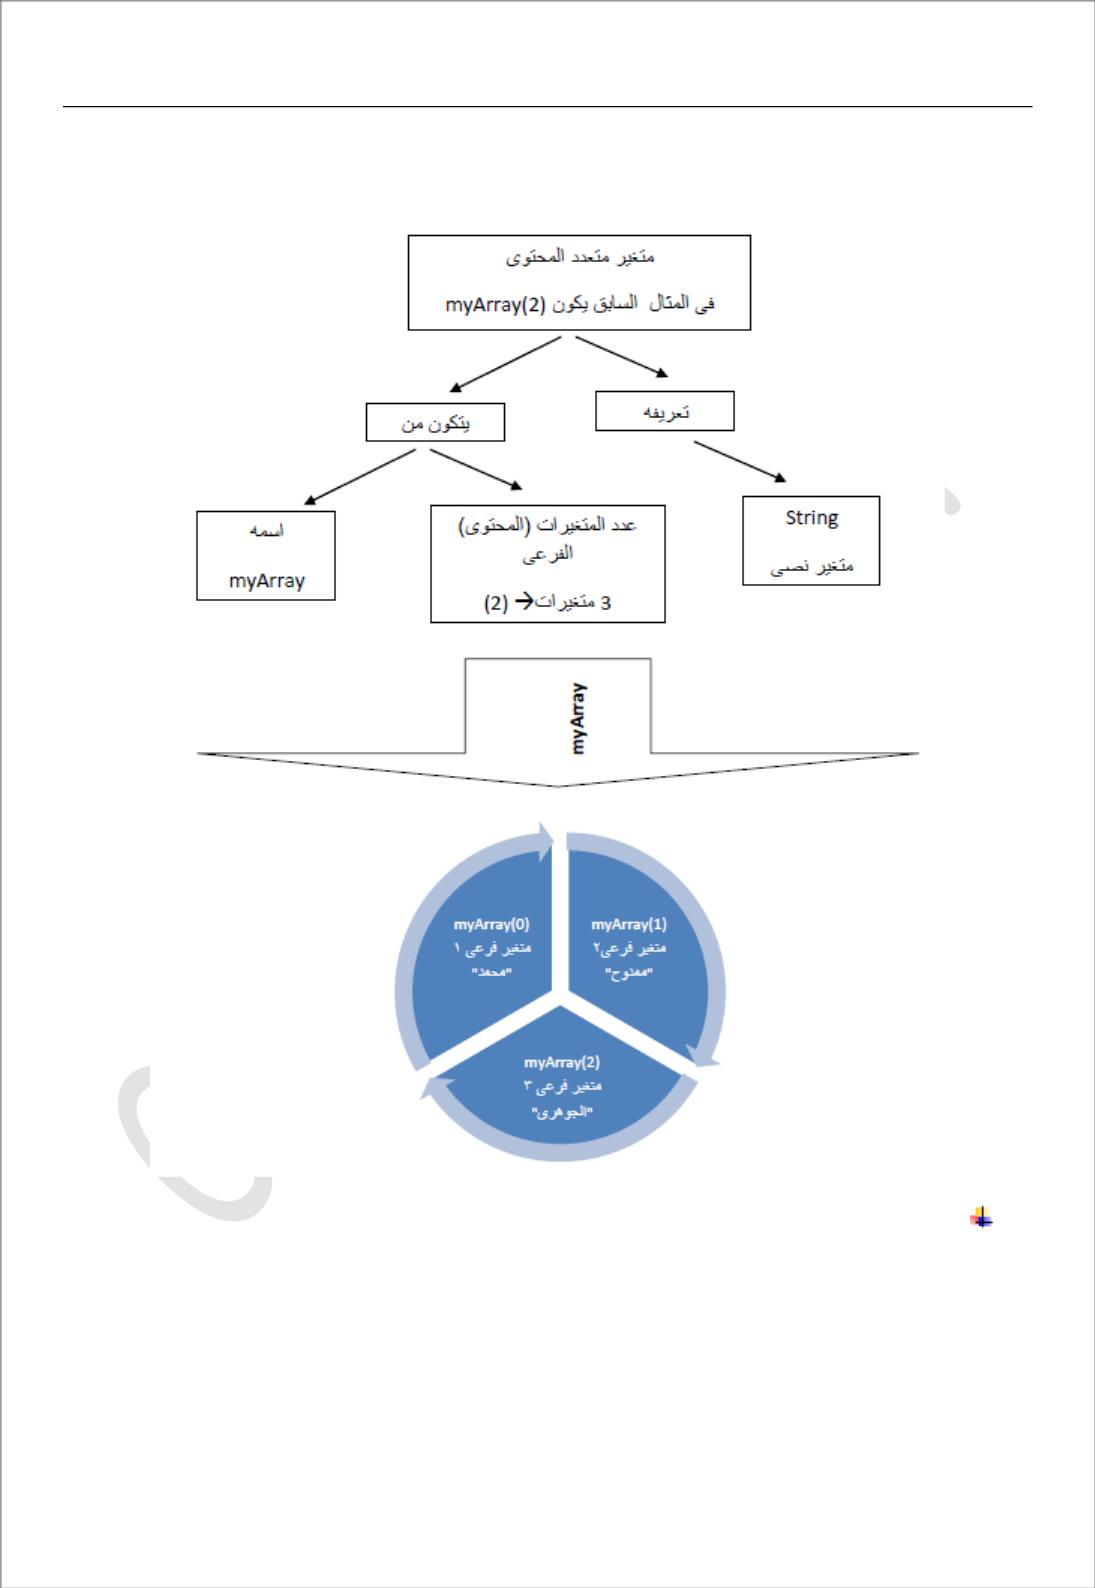 متغير متعدد المحتوى
فى المثال السابق يكون myArray(2)
تعريفه
يتكون من
String
متغير نصى
عدد المتغيرات (المحتوى)
الفرعى
3 متغيرات→ (2)
اسمه
myArray
myArray
myArray(1)
متغير فرعى٢
"ممدوح"
myArray(0)
متغير فرعى ١
"محمد"
myArray(2)
متغير فرعى ٣
"الجوهرى"